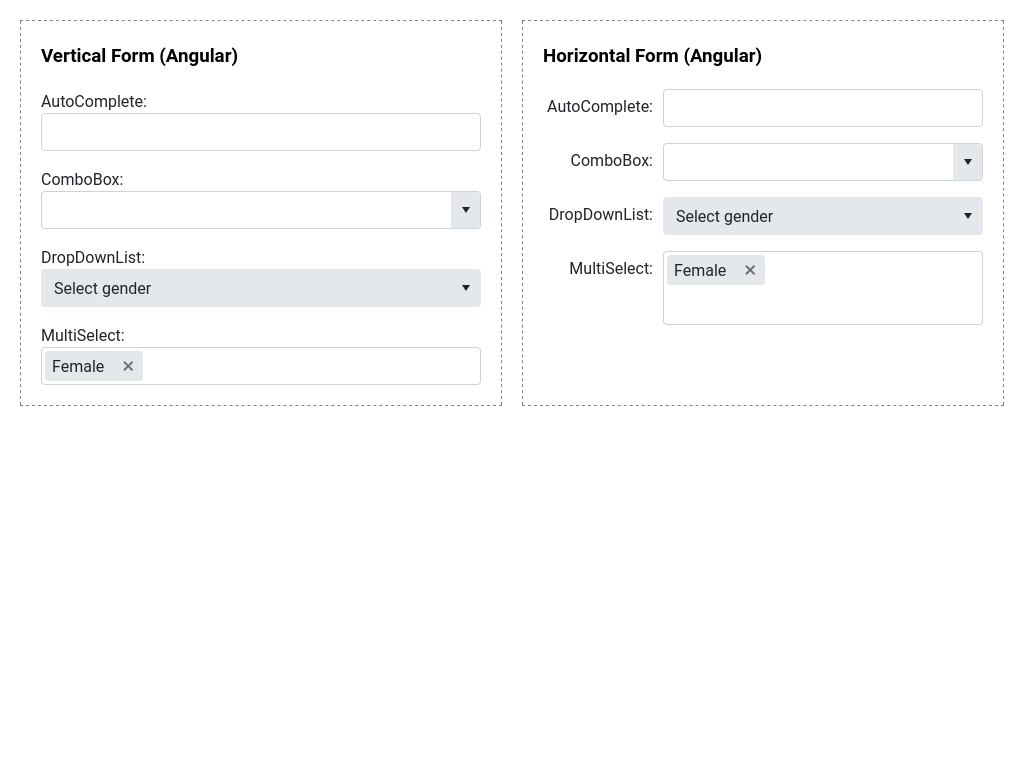 Vertical Form (Angular)
AutoComplete:
ComboBox:
DropDownList:
Select gender
MultiSelect:
Female
Horizontal Form (Angular)
AutoComplete:
ComboBox:
DropDownList:
Select gender
MultiSelect:
Female